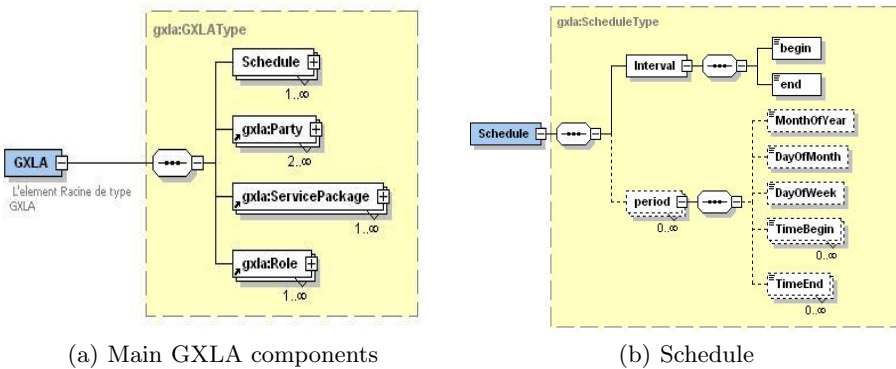 gxla:GXLAType
Schedule
1..∞
gxla:Party
2..∞
GXLA
L'element Racine de type
GXLA
gxla:ServicePackage
1..∞
gxla:Role
1..∞
(a) Main GXLA components
gxla:ScheduleType
Interval
begin
end
Schedule
MonthOfYear
DayOfMonth
DayOfWeek
period
0..∞
TimeBegin
0..∞
TimeEnd
0..∞
(b) Schedule